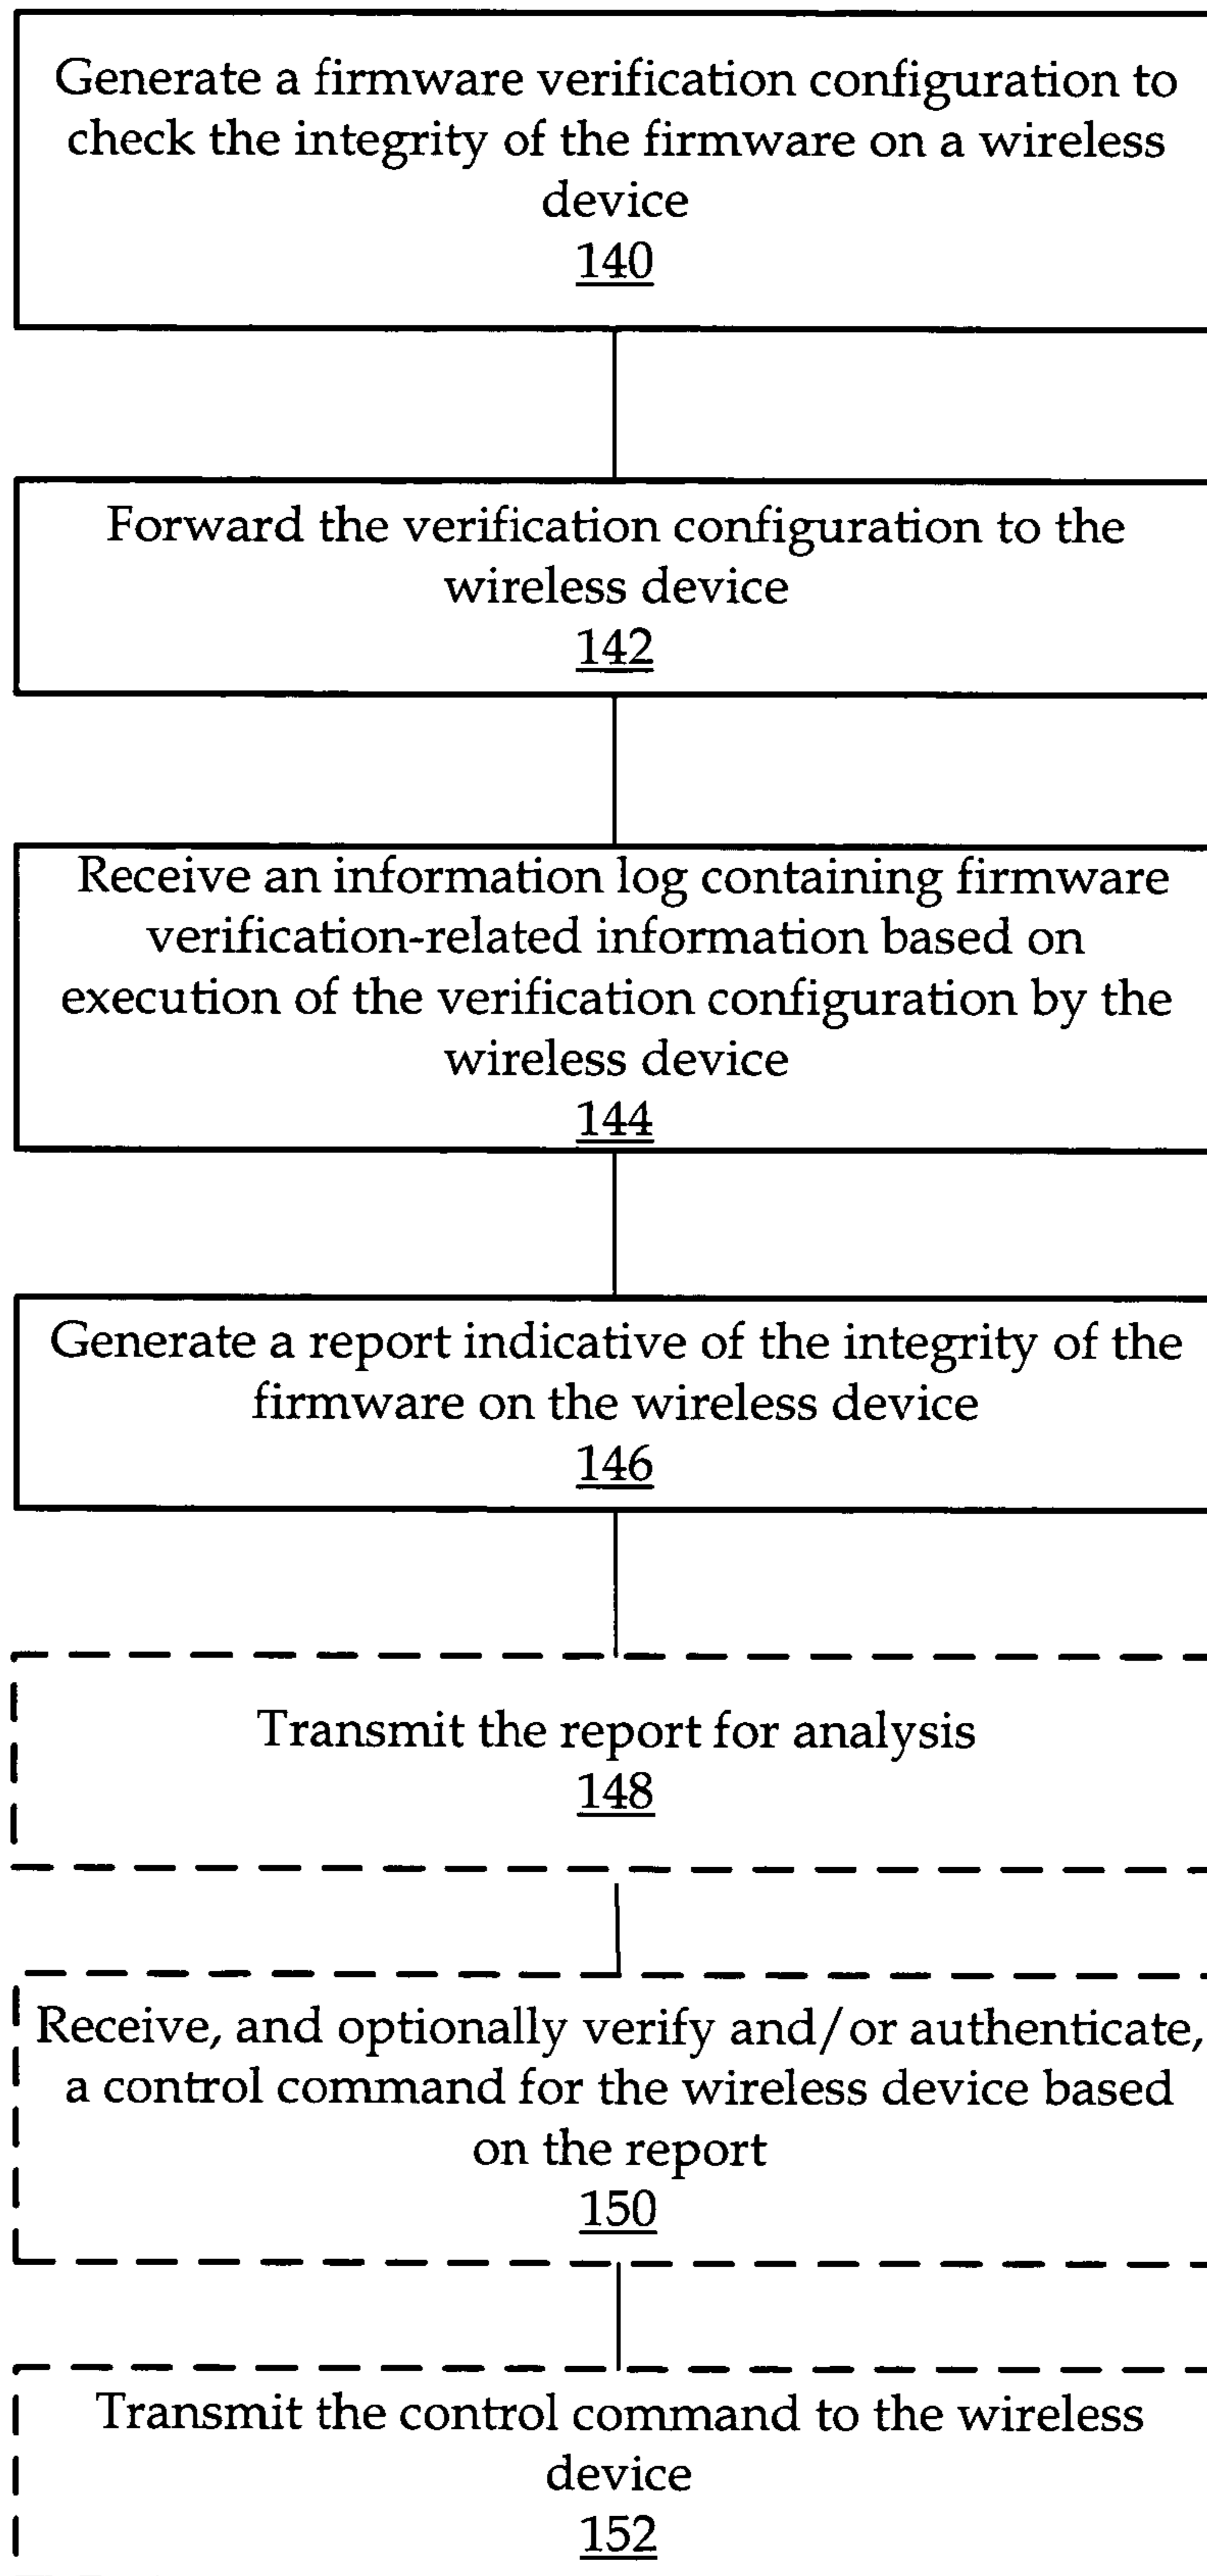 Generate a firmware verification configuration to
check the integrity of the firmware on a wireless
device
140
Forward the verification configuration to the
wireless device
142
Receive an information log containing firmware
verification-related information based on
execution of the verification configuration by the
wireless device
144
Generate a report indicative of the integrity of the
firmware on the wireless device
146
Transmit the report for analysis
148
Receive, and optionally verify and/or authenticate,
a control command for the wireless device based
on the report
150
Transmit the control command to the wireless
device
152